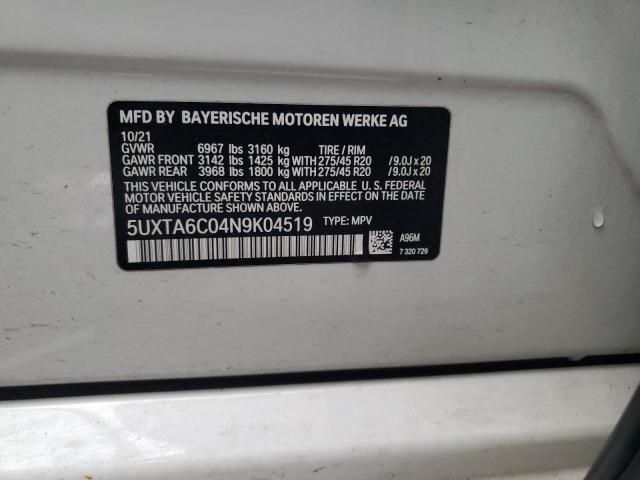 MFD BY BAYERISCHE MOTOREN WERKE AG
10/21
GVWR 6967 lbs 3160 kg TIRE / RIM
GAWR FRONT 3142 lbs 1425 kg WITH 275/45 R20 / 9.0J x 20
GAWR REAR 3968 lbs 1800 kg WITH 275/45 R20 / 9.0J x 20
THIS VEHICLE CONFORMS TO ALL APPLICABLE U. S. FEDERAL
MOTOR VEHICLE SAFETY STANDARDS IN EFFECT ON THE DATE
OF MANUFACTURE SHOWN ABOVE.
5UXTA6C04N9K04519 TYPE: MPV
A96M
7 320 729